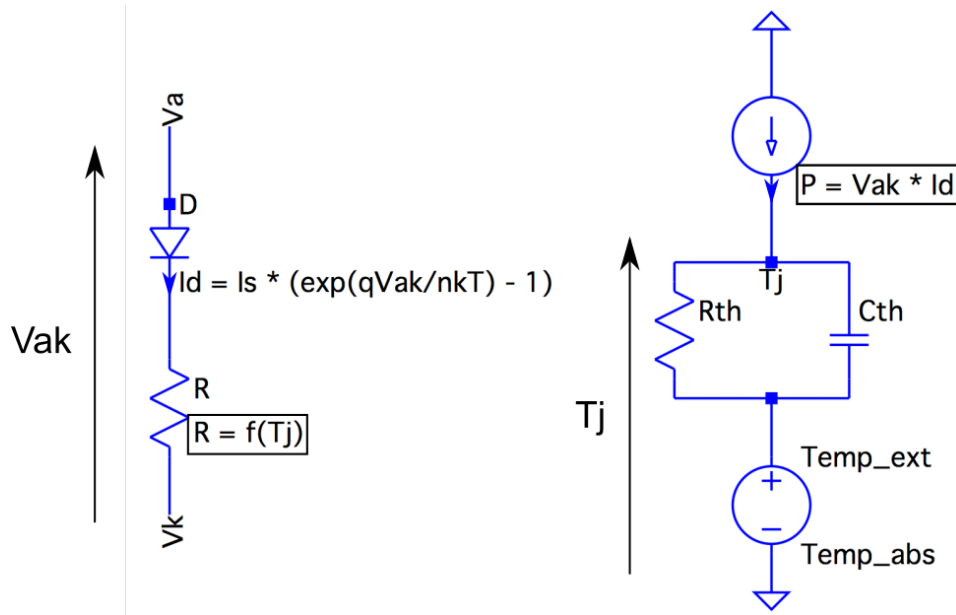 Va
D
Id = Is * (exp(qVak/nkT) - 1)
Vak
R
R = f(Tj)
Vk
P = Vak * Id
Tj
Rth
Cth
Tj
Temp_ext
+
−
Temp_abs